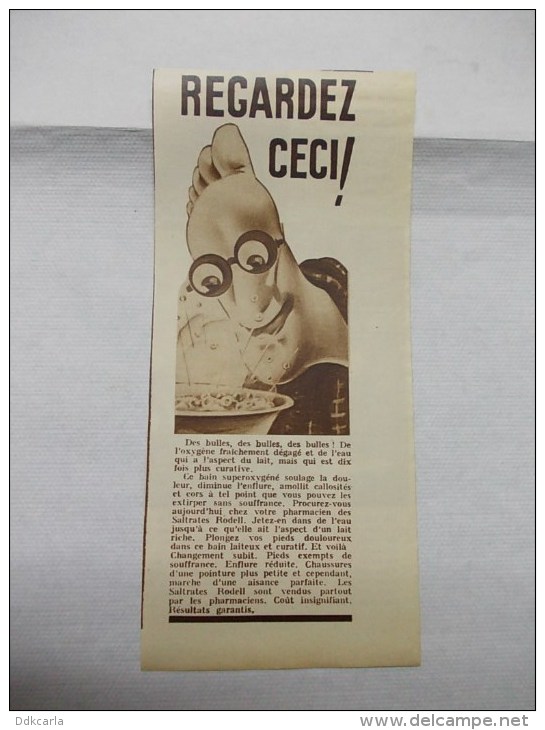 REGARDEZ
CECI!
Des bulles, des bulles, des bulles! De
l'oxygène fraîchement dégagé et de l'eau
qui a l'aspect du lait, mais qui est dix
fois plus curative.
Ce bain superoxygéné soulage la dou-
leur, diminue l'enflure, amollit callosités
et cors à tel point que vous pouvez les
extirper sans souffrance. Procurez-vous
aujourd'hui chez votre pharmacien des
Saltrates Rodell. Jetez-en dans de l'eau
jusqu'à ce qu'elle ait l'aspect d'un lait
riche. Plongez vos pieds douloureux
dans ce bain laiteux et curatif. Et voilà
Changement subit. Pieds exempts de
souffrance. Enflure réduite. Chaussures
d'une pointure plus petite et cependant,
marche d'une aisance parfaite. Les
Saltrates Rodell sont vendus partout
par les pharmaciens. Coût insignifiant.
Résultats garantis.
Ddkcarla
www.delcampe.net